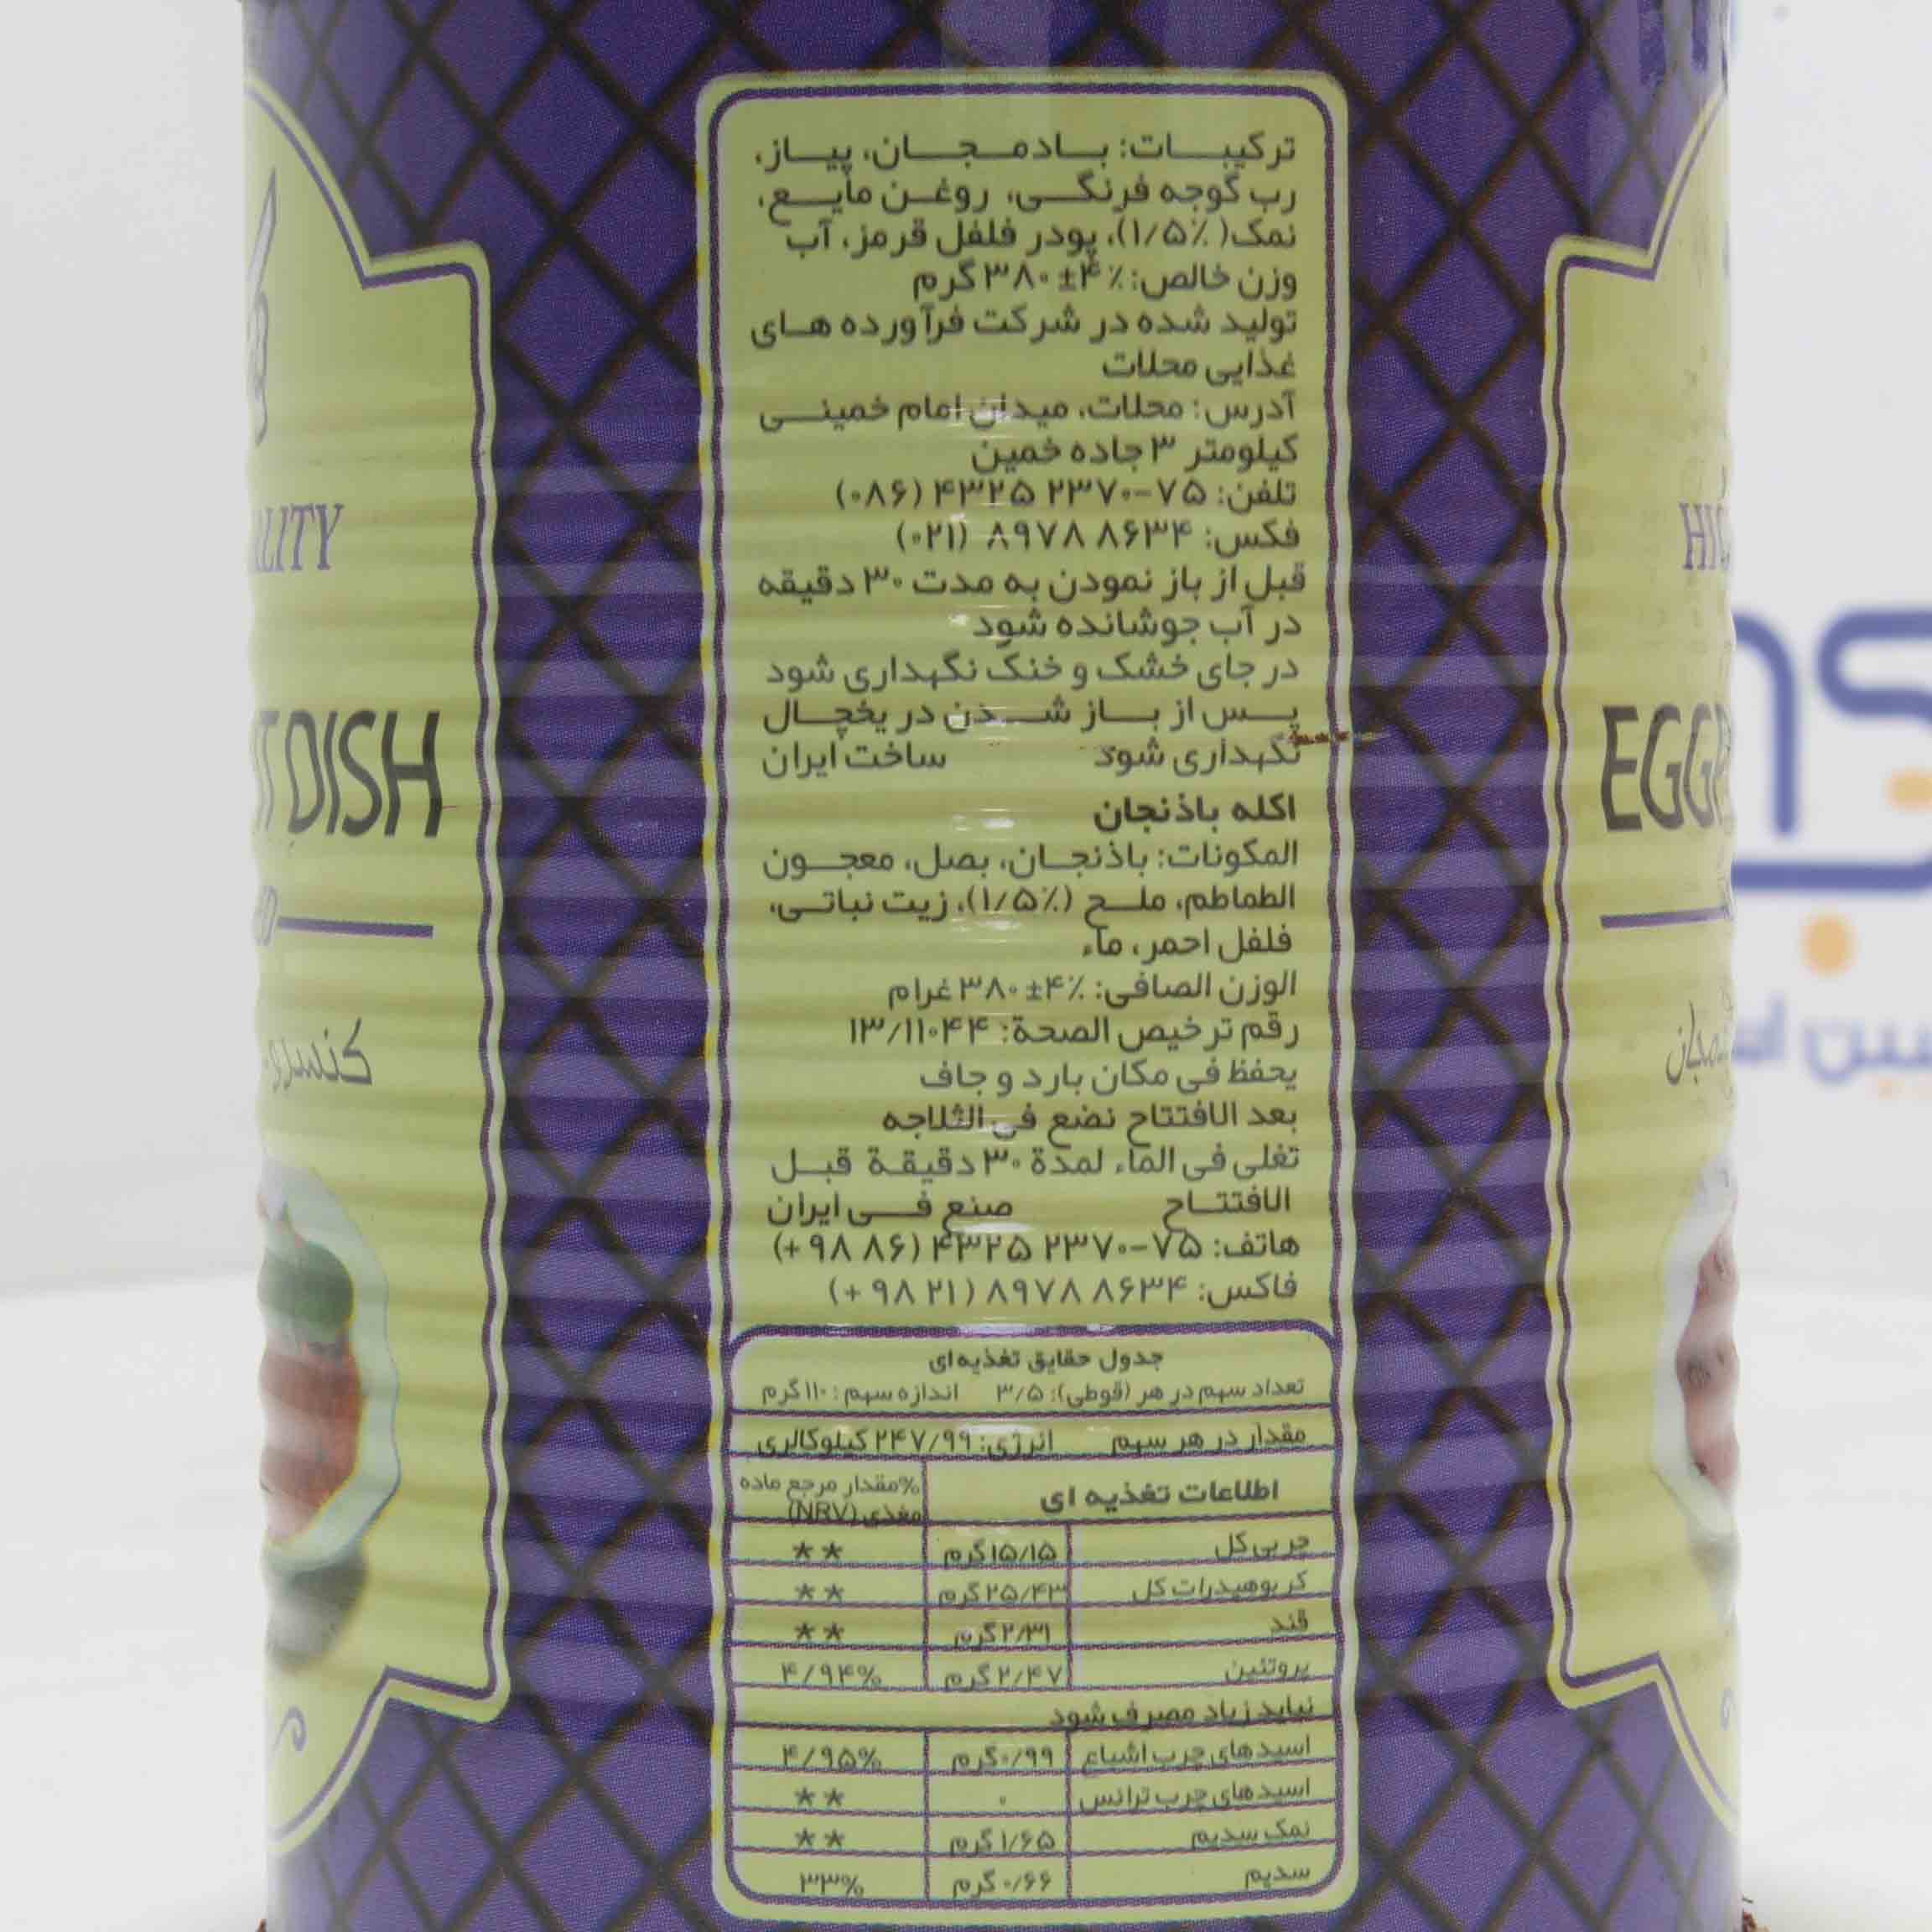 ترکیبات: بادمجان، پیاز،
رب گوجه فرنگی، روغن مایع،
نمک(۱/۵٪)، پودر فلفل قرمز، آب
وزن خالص: ۴٪± ۳۸۰ گرم
تولید شده در شرکت فرآورده های
غذایی محلات
آدرس: محلات، میدان امام خمینی
کیلومتر ۳ جاده خمین
تلفن: ۷۵-۲۳۷۰ ۴۳۲۵ (۰۸۶)
فکس: ۸۶۳۴ ۸۹۷۸ (۰۲۱)
قبل از باز نمودن به مدت ۳۰ دقیقه
در آب جوشانده شود
در جای خشک و خنک نگهداری شود
پس از باز شدن در یخچال
نگهداری شود ساخت ایران
اکله باذنجان
المکونات: باذنجان، بصل، معجون
الطماطم، ملح (۱/۵٪)، زیت نباتی،
فلفل احمر، ماء
الوزن الصافی: ۴٪± ۳۸۰ غرام
رقم ترخیص الصحة: ۱۳/۱۱۰۴۴
یحفظ فی مکان بارد و جاف
بعد الافتتاح نضع فی الثلاجه
تغلی فی الماء لمدة ۳۰ دقیقة قبل
الافتتاح صنع فی ایران
هاتف: ۷۵-۲۳۷۰ ۴۳۲۵ (۸۶ ۹۸+)
فاکس: ۸۶۳۴ ۸۹۷۸ (۲۱ ۹۸+)
جدول حقایق تغذیه‌ای
تعداد سهم در هر (قوطی): ۳/۵ اندازه سهم: ۱۱۰ گرم
مقدار در هر سهم انرژی: ۲۴۷/۹۹ کیلوکالری
اطلاعات تغذیه ای %مقدار مرجع ماده
مغذی (NRV)
چربی کل ۱۵/۱۵ گرم **
کربوهیدرات کل ۲۵/۴۳ گرم **
قند ۲/۳۱ گرم **
پروتئین ۲/۴۷ گرم ۴/۹۴%
نباید زیاد مصرف شود
اسیدهای چرب اشباع ۰/۹۹ گرم ۴/۹۵%
اسیدهای چرب ترانس ۰ **
نمک سدیم ۱/۶۵ گرم **
سدیم ۰/۶۶ گرم ۳۳%
DISH
کنسرو